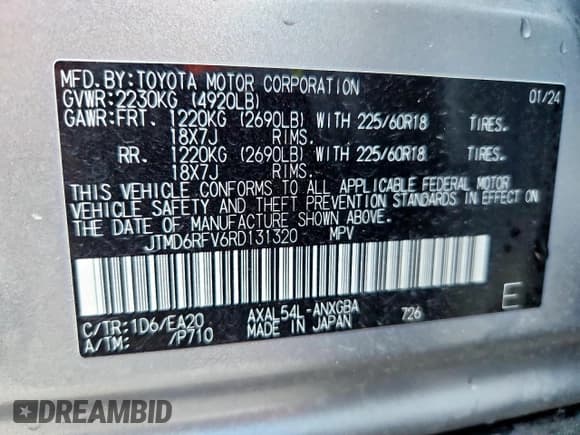 MFD.BY:TOYOTA MOTOR CORPORATION 01/24
GVWR:2230KG (4920LB)
GAWR:FRT. 1220KG (2690LB) WITH 225/60R18 TIRES.
18X7J RIMS.
RR. 1220KG (2690LB) WITH 225/60R18 TIRES.
18X7J RIMS.
THIS VEHICLE CONFORMS TO ALL APPLICABLE FEDERAL MOTOR
VEHICLE SAFETY AND THEFT PREVENTION STANDARDS IN EFFECT ON
THE DATE OF MANUFACTURE SHOWN ABOVE.
JTMD6RFV6RD131320 MPV
E
C/TR:1D6/EA20 AXAL54L-ANXGBA 726
A/TM: /P710 MADE IN JAPAN
DREAMBID